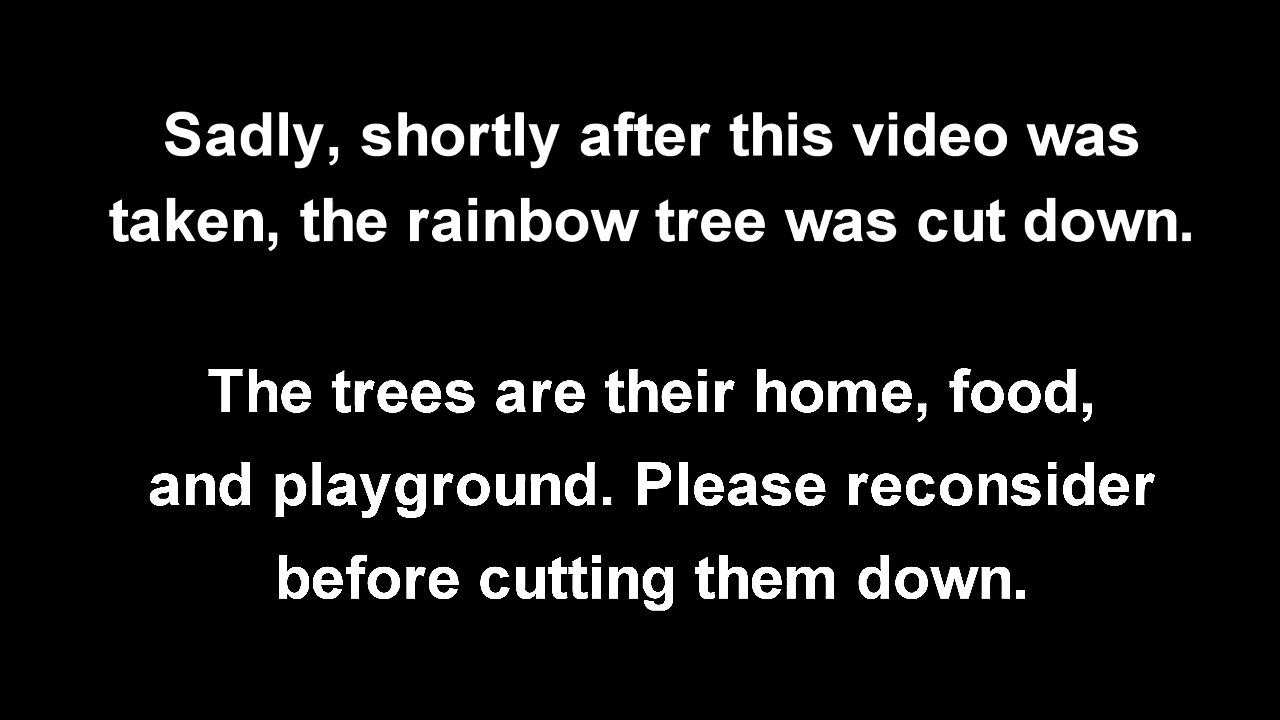 Sadly, shortly after this video was
taken, the rainbow tree was cut down.
The trees are their home, food,
and playground. Please reconsider
before cutting them down.